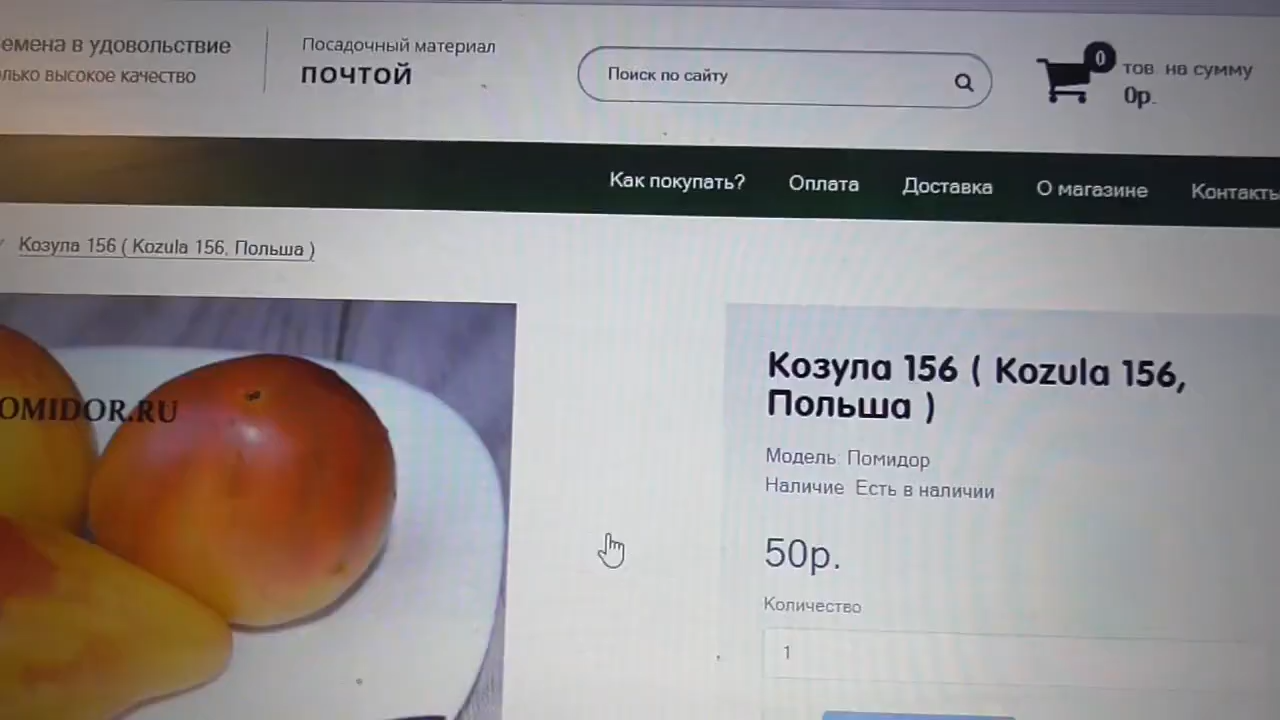 емена в удовольствие
лько высокое качество
Посадочный материал
ПОЧТОЙ
Поиск по сайту
0
тов на сумму
0р.
Как покупать?
Оплата
Доставка
О магазине
Контакты
Козула 156 ( Kozula 156, Польша )
OMIDOR.RU
Козула 156 ( Kozula 156,
Польша )
Модель: Помидор
Наличие Есть в наличии
50р.
Количество
1